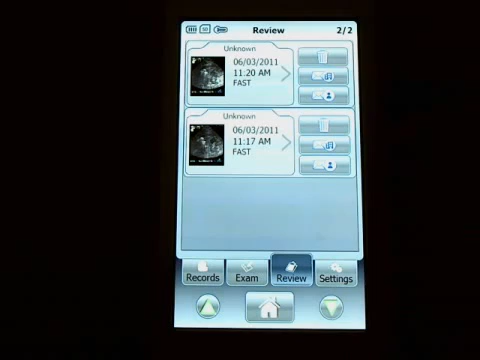 Review
2/2
Unknown
06/03/2011
11:20 AM
FAST
Unknown
06/03/2011
11:17 AM
FAST
Records
Exam
Review
Settings